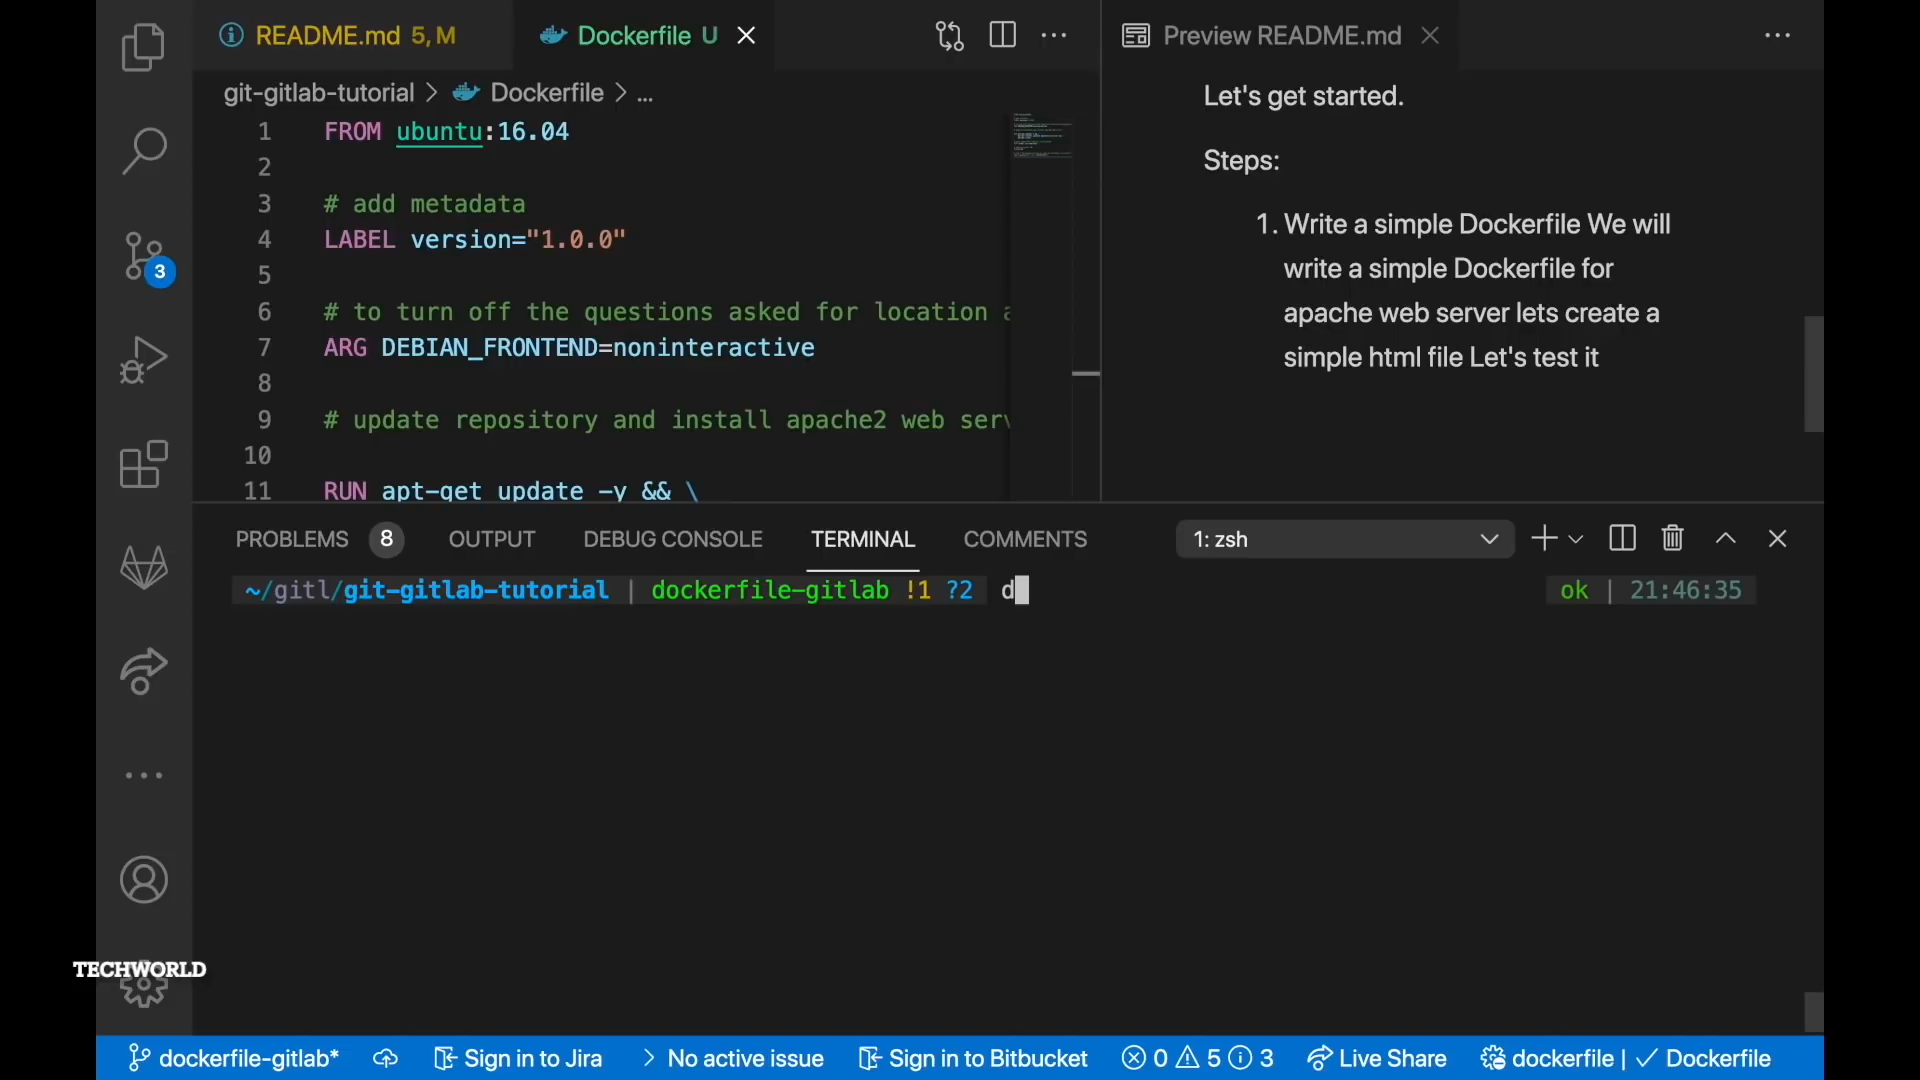 README.md 5, M
Dockerfile U
Preview README.md
git-gitlab-tutorial > Dockerfile > ...
1 FROM ubuntu:16.04
2
3 # add metadata
4 LABEL version="1.0.0"
5
6 # to turn off the questions asked for location a
7 ARG DEBIAN_FRONTEND=noninteractive
8
9 # update repository and install apache2 web serv
10
11 RUN apt-get update -y && \
Let's get started.
Steps:
1. Write a simple Dockerfile We will
write a simple Dockerfile for
apache web server lets create a
simple html file Let's test it
3
PROBLEMS 8 OUTPUT DEBUG CONSOLE TERMINAL COMMENTS 1: zsh
~/gitl/git-gitlab-tutorial | dockerfile-gitlab !1 ?2 d ok | 21:46:35
TECHWORLD
dockerfile-gitlab* Sign in to Jira > No active issue Sign in to Bitbucket 0 5 3 Live Share dockerfile | ✓ Dockerfile